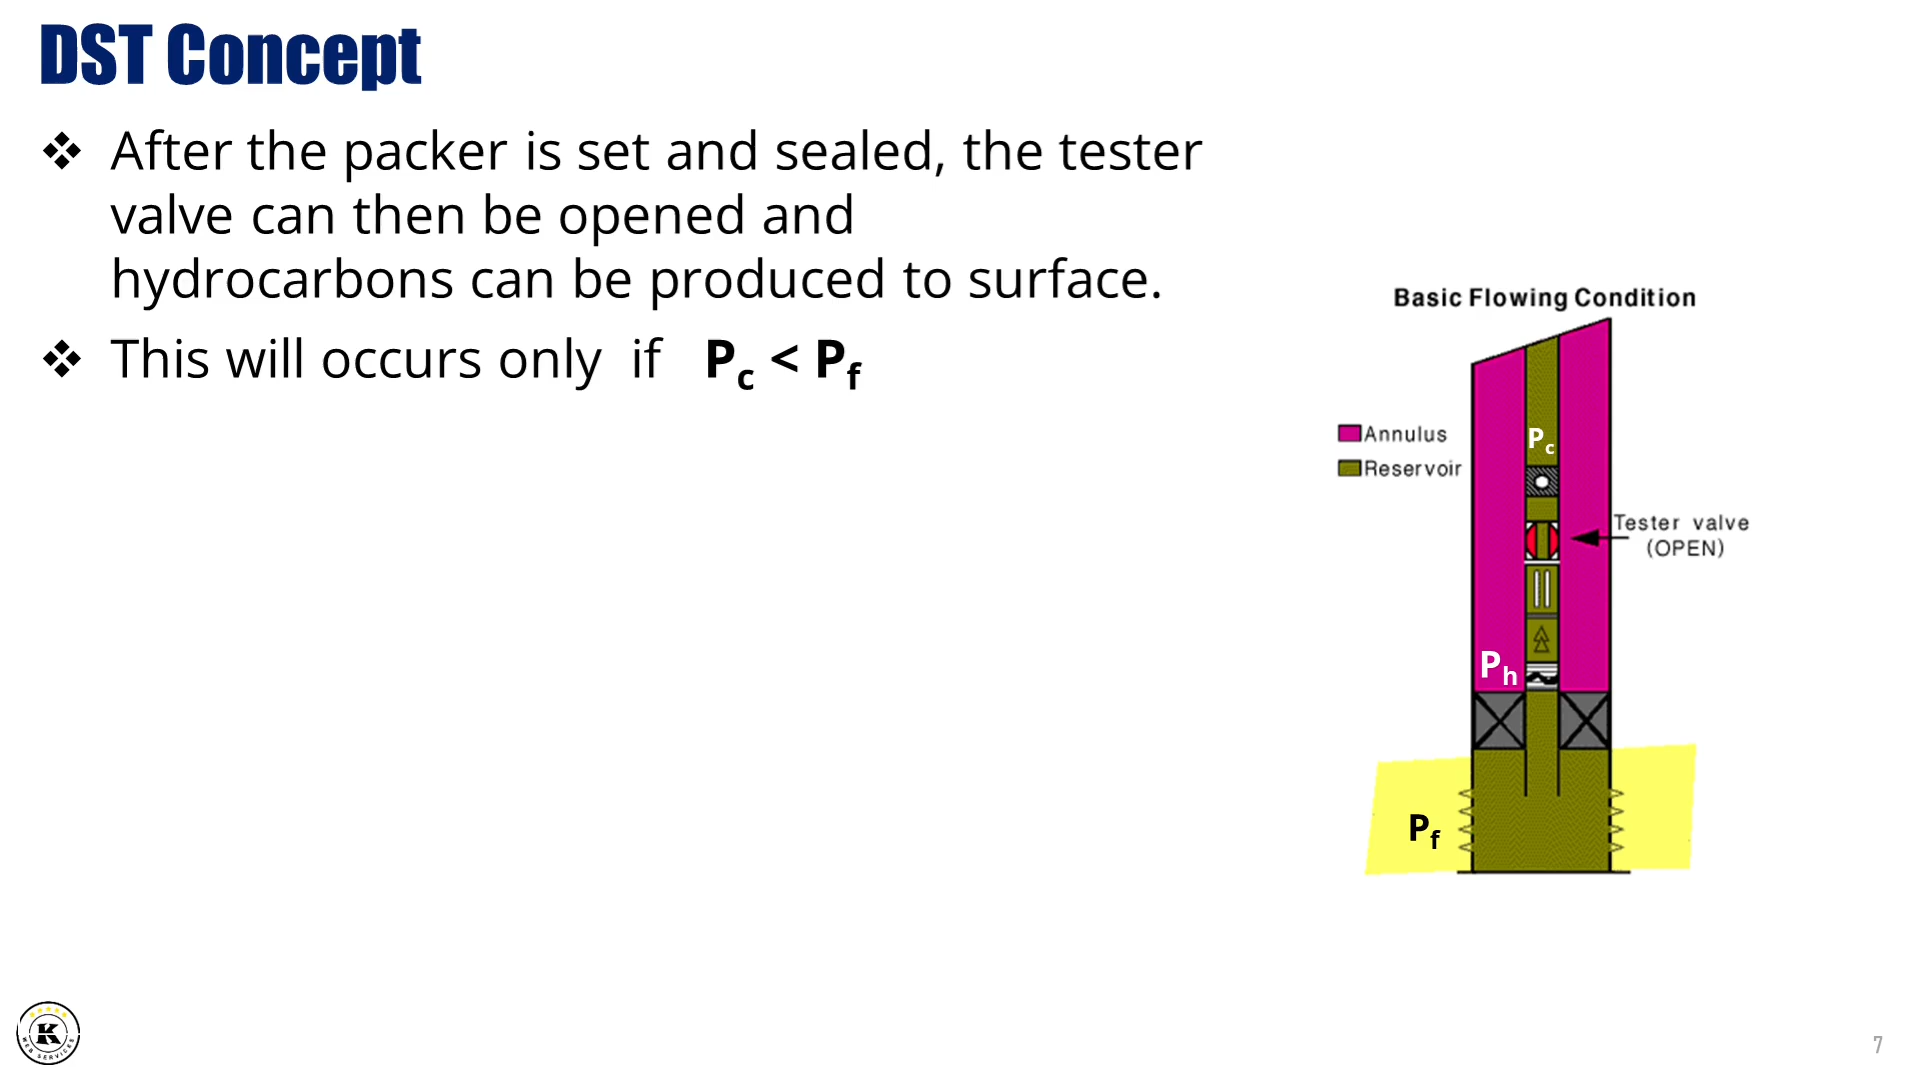 DST Concept
❖ After the packer is set and sealed, the tester
valve can then be opened and
hydrocarbons can be produced to surface.
❖ This will occurs only if Pc < Pf
Basic Flowing Condition
Annulus
Reservoir
Pc
Tester valve
(OPEN)
Ph
Pf
K
WEB SERVICES
7